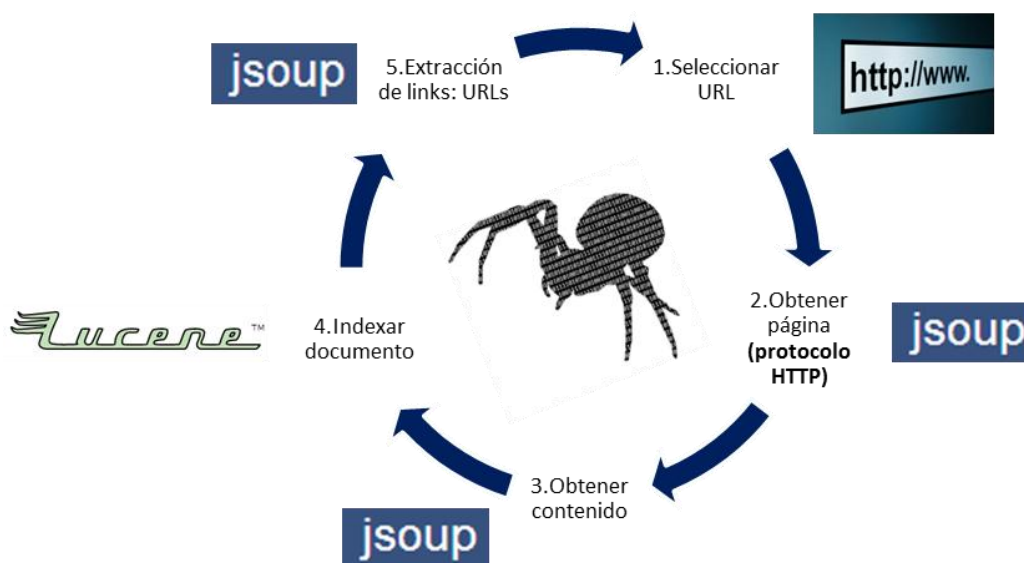 jsoup
5.Extracción
de links: URLs
1.Seleccionar
URL
http://www.
2.Obtener
página
(protocolo
HTTP)
jsoup
3.Obtener
contenido
jsoup
4.Indexar
documento
Lucene™